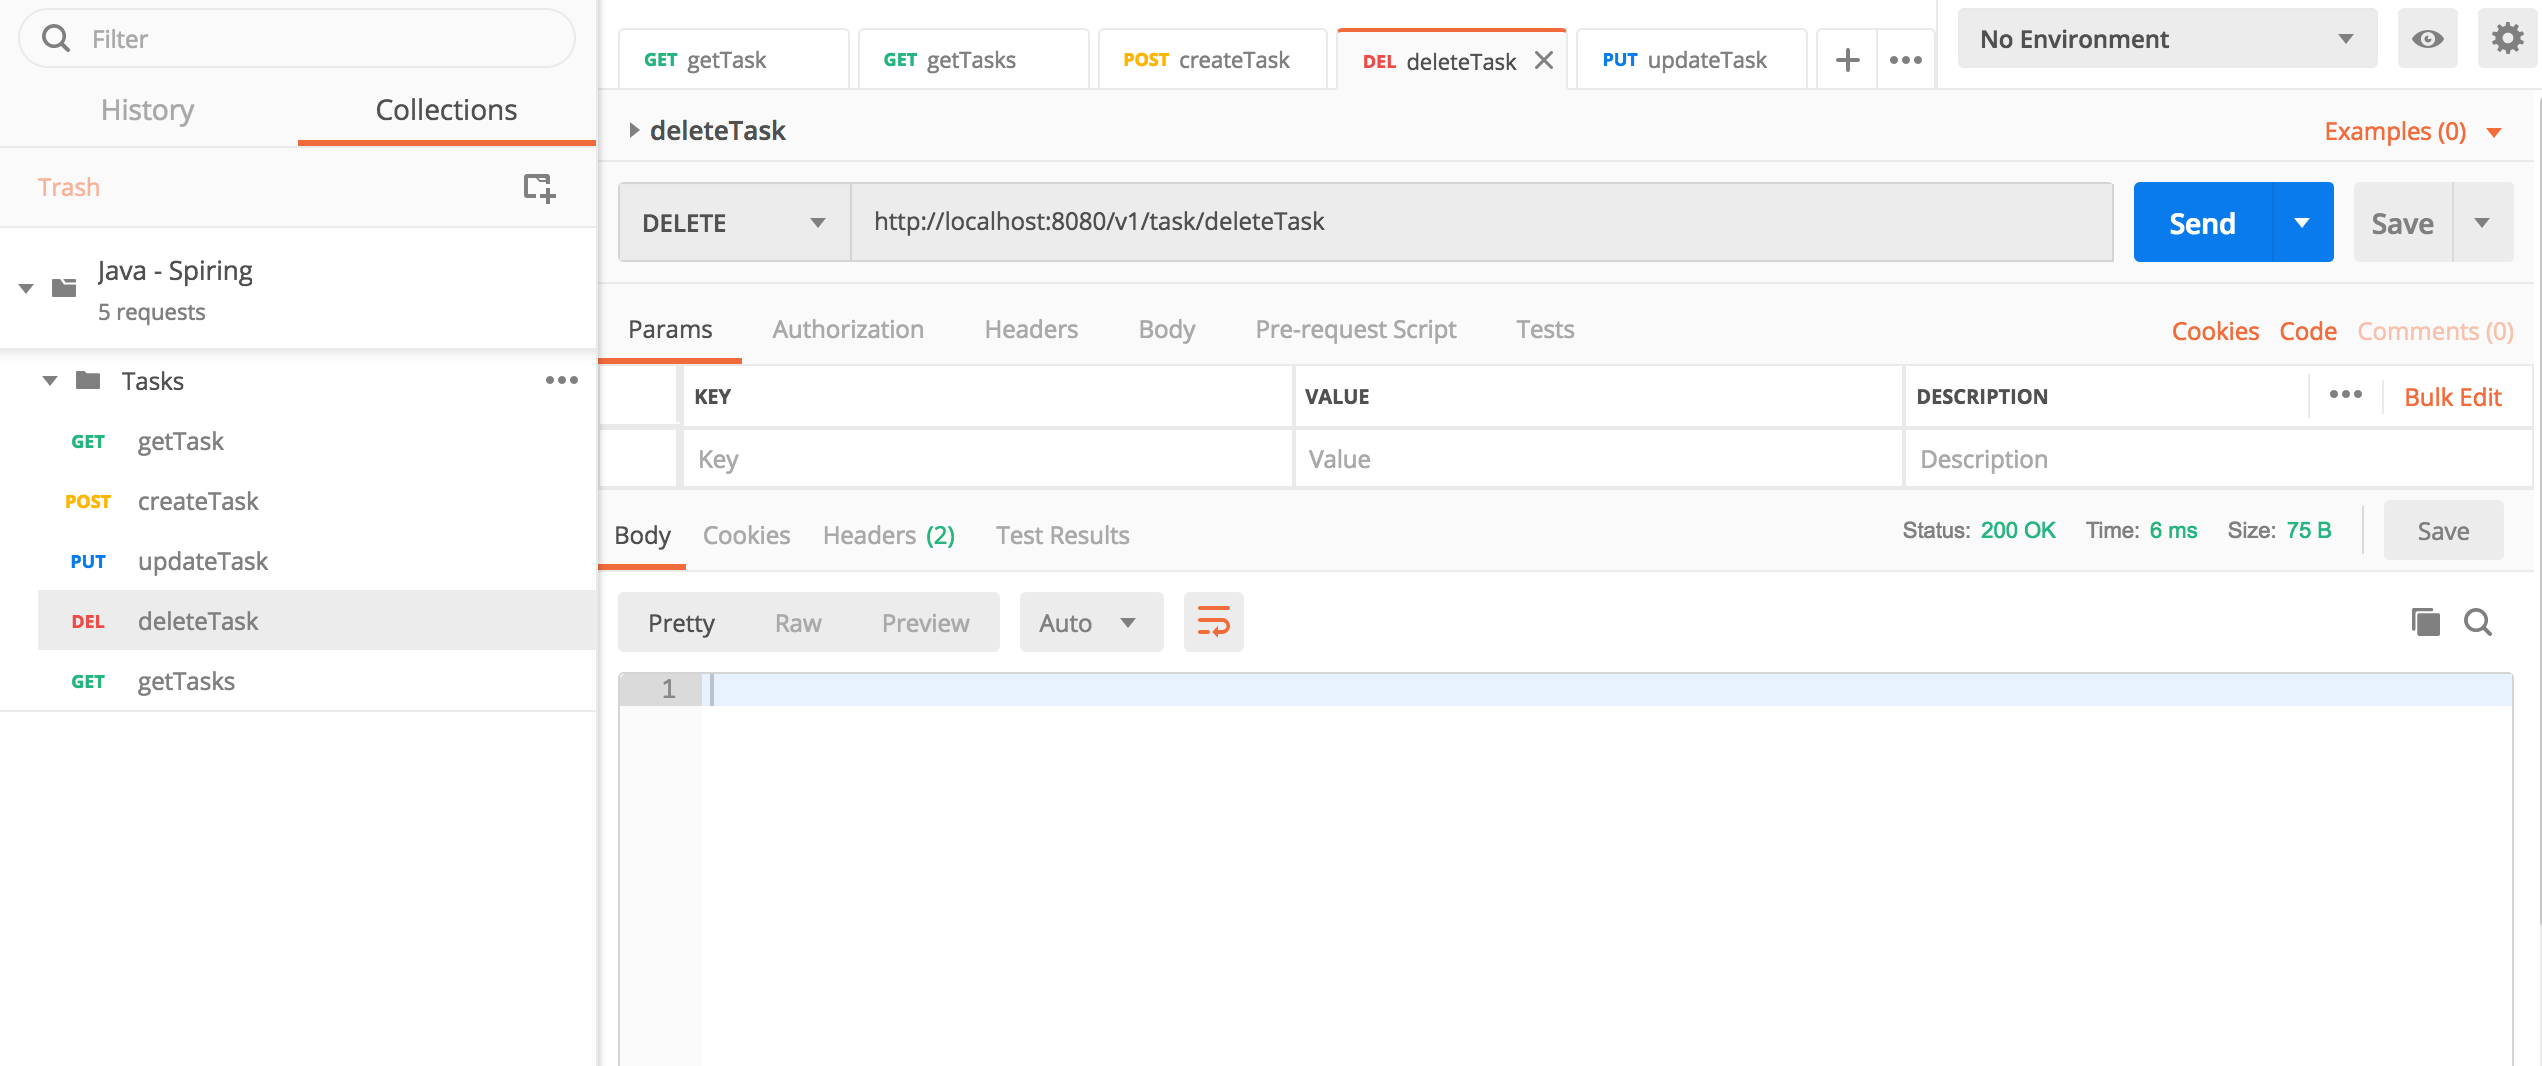 Filter
History Collections
Trash
Java - Spiring
5 requests
Tasks
GET getTask
POST createTask
PUT updateTask
DEL deleteTask
GET getTasks
GET getTask GET getTasks POST createTask DEL deleteTask PUT updateTask
No Environment
deleteTask
Examples (0)
DELETE http://localhost:8080/v1/task/deleteTask Send Save
Params Authorization Headers Body Pre-request Script Tests Cookies Code Comments (0)
KEY VALUE DESCRIPTION Bulk Edit
Key Value Description
Body Cookies Headers (2) Test Results Status: 200 OK Time: 6 ms Size: 75 B Save
Pretty Raw Preview Auto
1